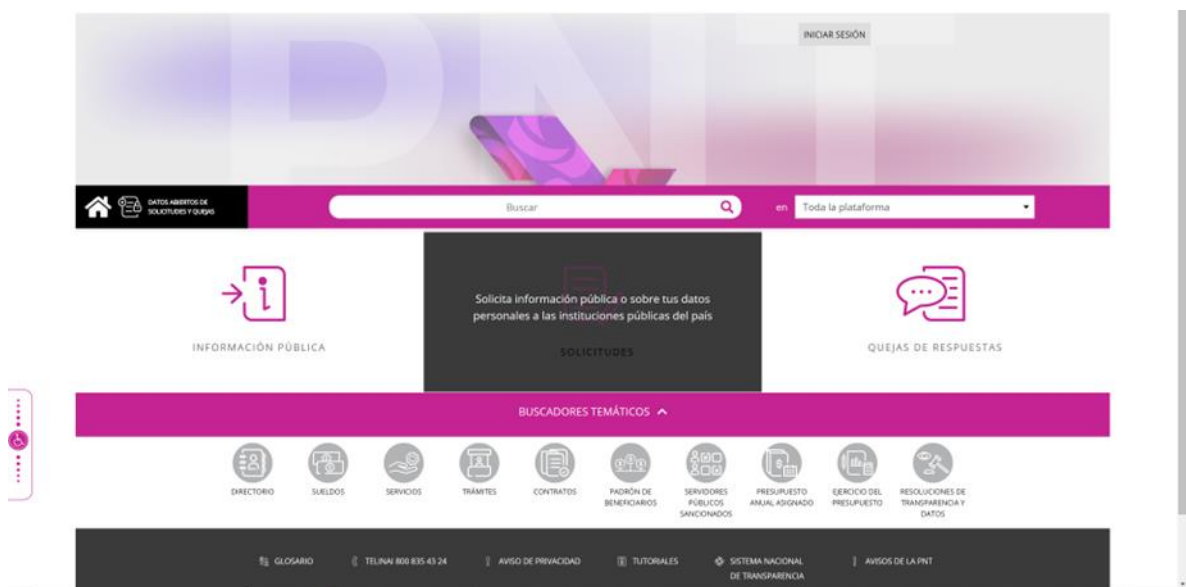 PNT
INICIAR SESIÓN
DATOS ABIERTOS DE
SOLICITUDES Y QUEJAS
Buscar
en
Toda la plataforma
INFORMACIÓN PÚBLICA
Solicita información pública o sobre tus datos
personales a las instituciones públicas del país
SOLICITUDES
QUEJAS DE RESPUESTAS
BUSCADORES TEMÁTICOS
DIRECTORIO
SUELDOS
SERVICIOS
TRÁMITES
CONTRATOS
PADRÓN DE
BENEFICIARIOS
SERVIDORES
PÚBLICOS
SANCIONADOS
PRESUPUESTO
ANUAL ASIGNADO
EJERCICIO DEL
PRESUPUESTO
RESOLUCIONES DE
TRANSPARENCIA Y
DATOS
GLOSARIO
TELINAI 800 835 43 24
AVISO DE PRIVACIDAD
TUTORIALES
SISTEMA NACIONAL
DE TRANSPARENCIA
AVISOS DE LA PNT